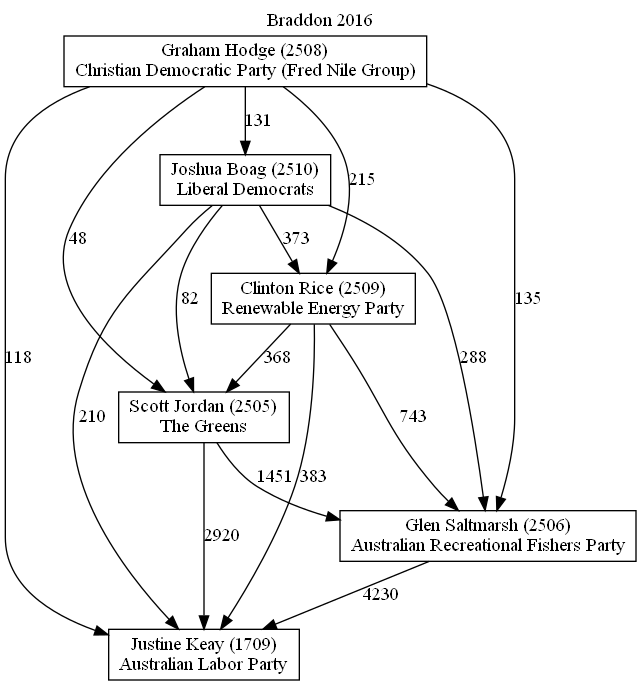 Braddon 2016
Graham Hodge (2508)
Christian Democratic Party (Fred Nile Group)
131
Joshua Boag (2510)
Liberal Democrats
215
48
373
Clinton Rice (2509)
Renewable Energy Party
82
135
118
368
288
Scott Jordan (2505)
The Greens
210
743
1451
383
Glen Saltmarsh (2506)
Australian Recreational Fishers Party
2920
4230
Justine Keay (1709)
Australian Labor Party